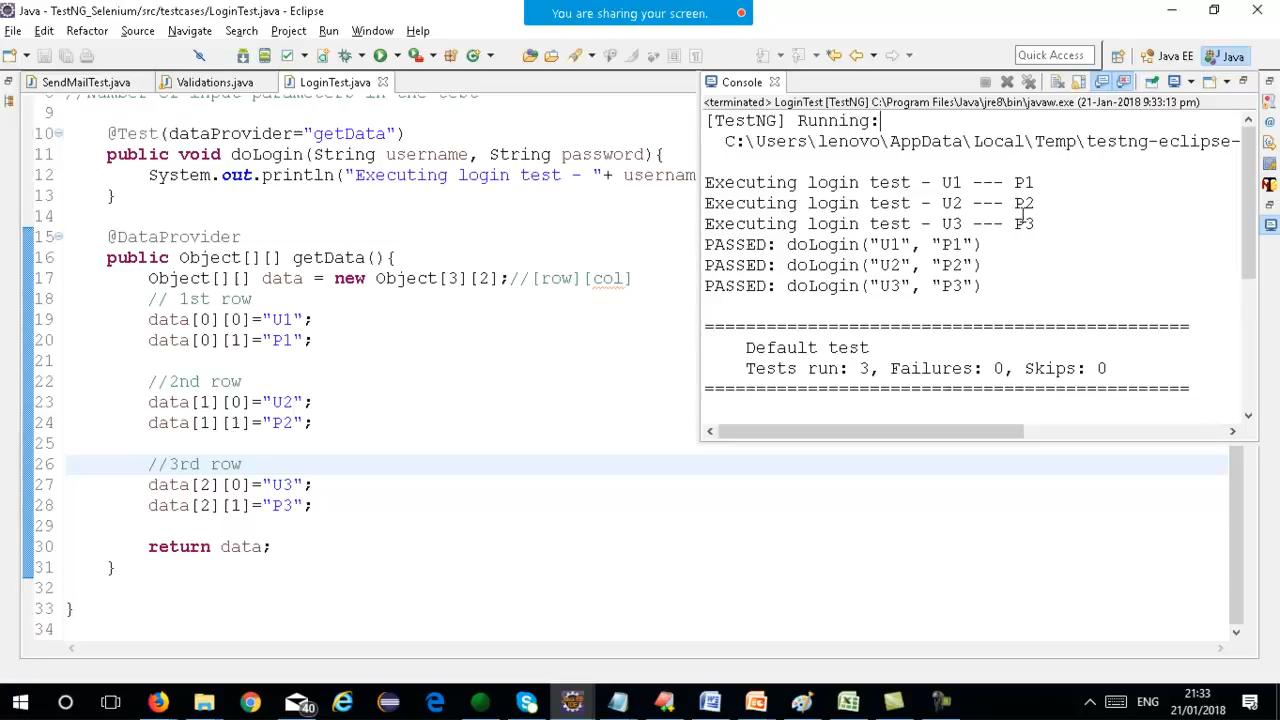 Java - TestNG_Selenium/src/testcases/LoginTest.java - Eclipse
You are sharing your screen.
File Edit Refactor Source Navigate Search Project Run Window Help
Quick Access
Java EE
Java
SendMailTest.java
Validations.java
LoginTest.java
9
10 @Test(dataProvider="getData")
11 public void doLogin(String username, String password){
12 System.out.println("Executing login test - "+ usernam
13 }
14
15 @DataProvider
16 public Object[][] getData(){
17 Object[][] data = new Object[3][2];//[row][col]
18 // 1st row
19 data[0][0]="U1";
20 data[0][1]="P1";
21
22 //2nd row
23 data[1][0]="U2";
24 data[1][1]="P2";
25
26 //3rd row
27 data[2][0]="U3";
28 data[2][1]="P3";
29
30 return data;
31 }
32
33 }
34
Console
<terminated> LoginTest [TestNG] C:\Program Files\Java\jre8\bin\javaw.exe (21-Jan-2018 9:33:13 pm)
[TestNG] Running:
C:\Users\lenovo\AppData\Local\Temp\testng-eclipse-
Executing login test - U1 --- P1
Executing login test - U2 --- P2
Executing login test - U3 --- P3
PASSED: doLogin("U1", "P1")
PASSED: doLogin("U2", "P2")
PASSED: doLogin("U3", "P3")
===============================================
Default test
Tests run: 3, Failures: 0, Skips: 0
===============================================
40
ENG
21:33
21/01/2018